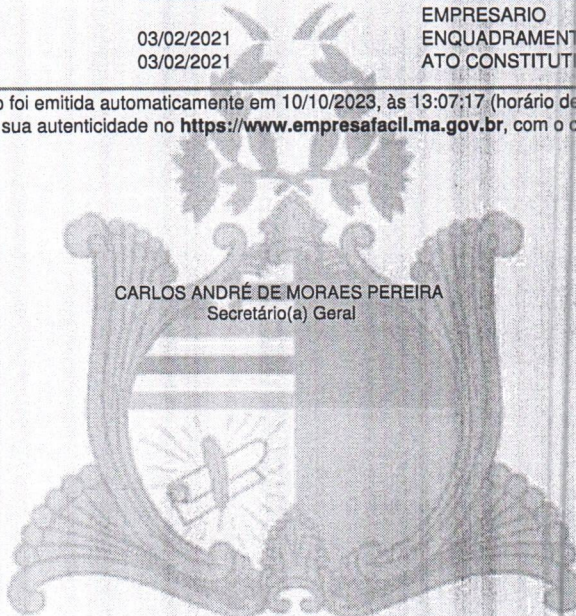 EMPRESARIO
03/02/2021 ENQUADRAMENT
03/02/2021 ATO CONSTITUTI
o foi emitida automaticamente em 10/10/2023, às 13:07:17 (horário de
sua autenticidade no https://www.empresafacil.ma.gov.br, com o c
CARLOS ANDRÉ DE MORAES PEREIRA
Secretário(a) Geral